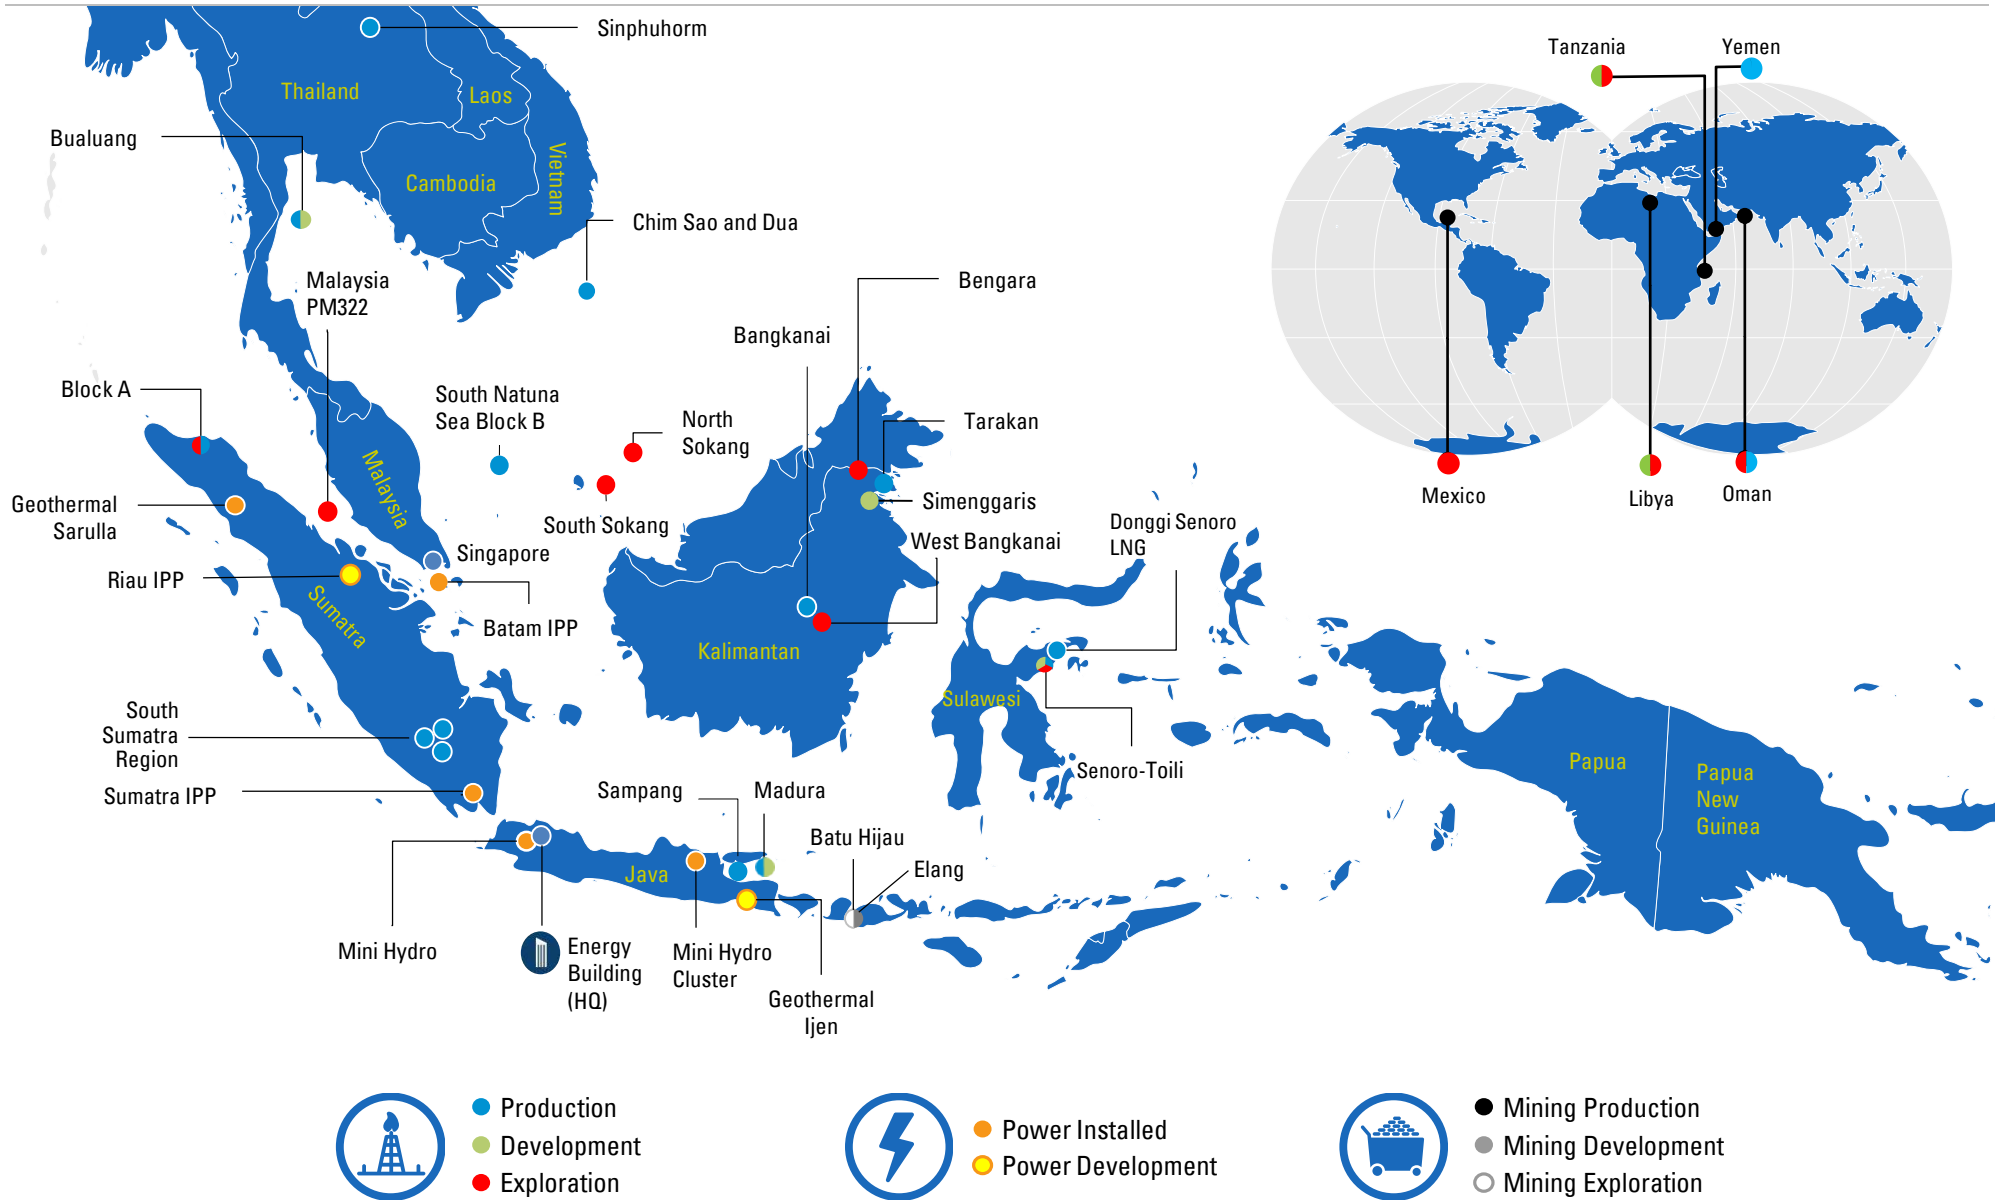 Sinphuhorm
Tanzania
Yemen
Thailand
Laos
Bualuang
Vietnam
Cambodia
Chim Sao and Dua
Malaysia
PM322
Bengara
Bangkanai
Block A
South Natuna
Sea Block B
North
Sokang
Tarakan
Malaysia
Geothermal
Sarulla
Simenggaris
South Sokang
Donggi Senoro
LNG
West Bangkanai
Mexico
Libya
Oman
Singapore
Riau IPP
Sumatra
Batam IPP
Kalimantan
Sulawesi
South
Sumatra
Region
Senoro-Toili
Papua
Papua
New
Guinea
Sumatra IPP
Sampang
Madura
Batu Hijau
Elang
Java
Mini Hydro
Energy
Building
(HQ)
Mini Hydro
Cluster
Geothermal
Ijen
Production
Development
Exploration
Power Installed
Power Development
Mining Production
Mining Development
Mining Exploration